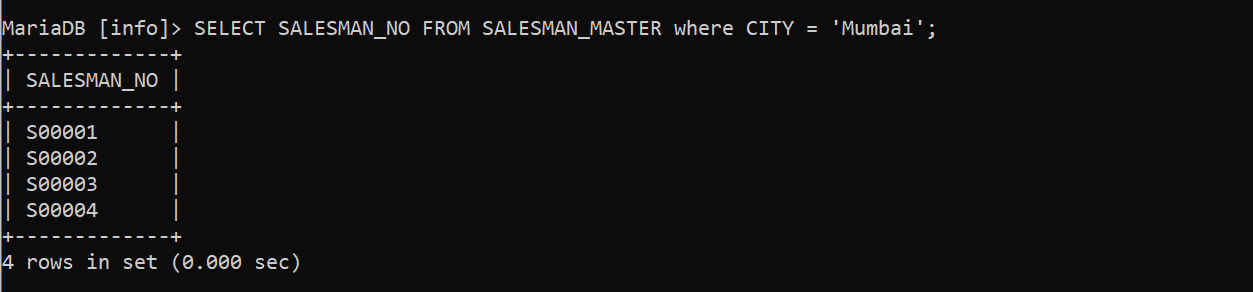 MariaDB [info]> SELECT SALESMAN_NO FROM SALESMAN_MASTER where CITY = 'Mumbai';
+-------------+
| SALESMAN_NO |
+-------------+
| S00001      |
| S00002      |
| S00003      |
| S00004      |
+-------------+
4 rows in set (0.000 sec)